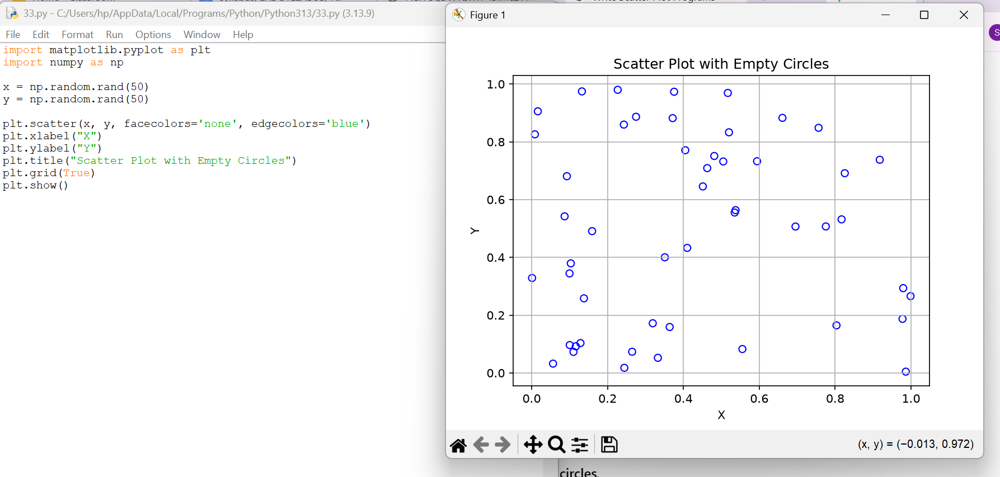 33.py - C:/Users/hp/AppData/Local/Programs/Python/Python313/33.py (3.13.9)
File Edit Format Run Options Window Help
import matplotlib.pyplot as plt
import numpy as np
x = np.random.rand(50)
y = np.random.rand(50)
plt.scatter(x, y, facecolors='none', edgecolors='blue')
plt.xlabel("X")
plt.ylabel("Y")
plt.title("Scatter Plot with Empty Circles")
plt.grid(True)
plt.show()
Figure 1
Scatter Plot with Empty Circles
1.0
0.8
0.6
0.4
0.2
0.0
Y
0.0 0.2 0.4 0.6 0.8 1.0
X
(x, y) = (−0.013, 0.972)
circles.
S